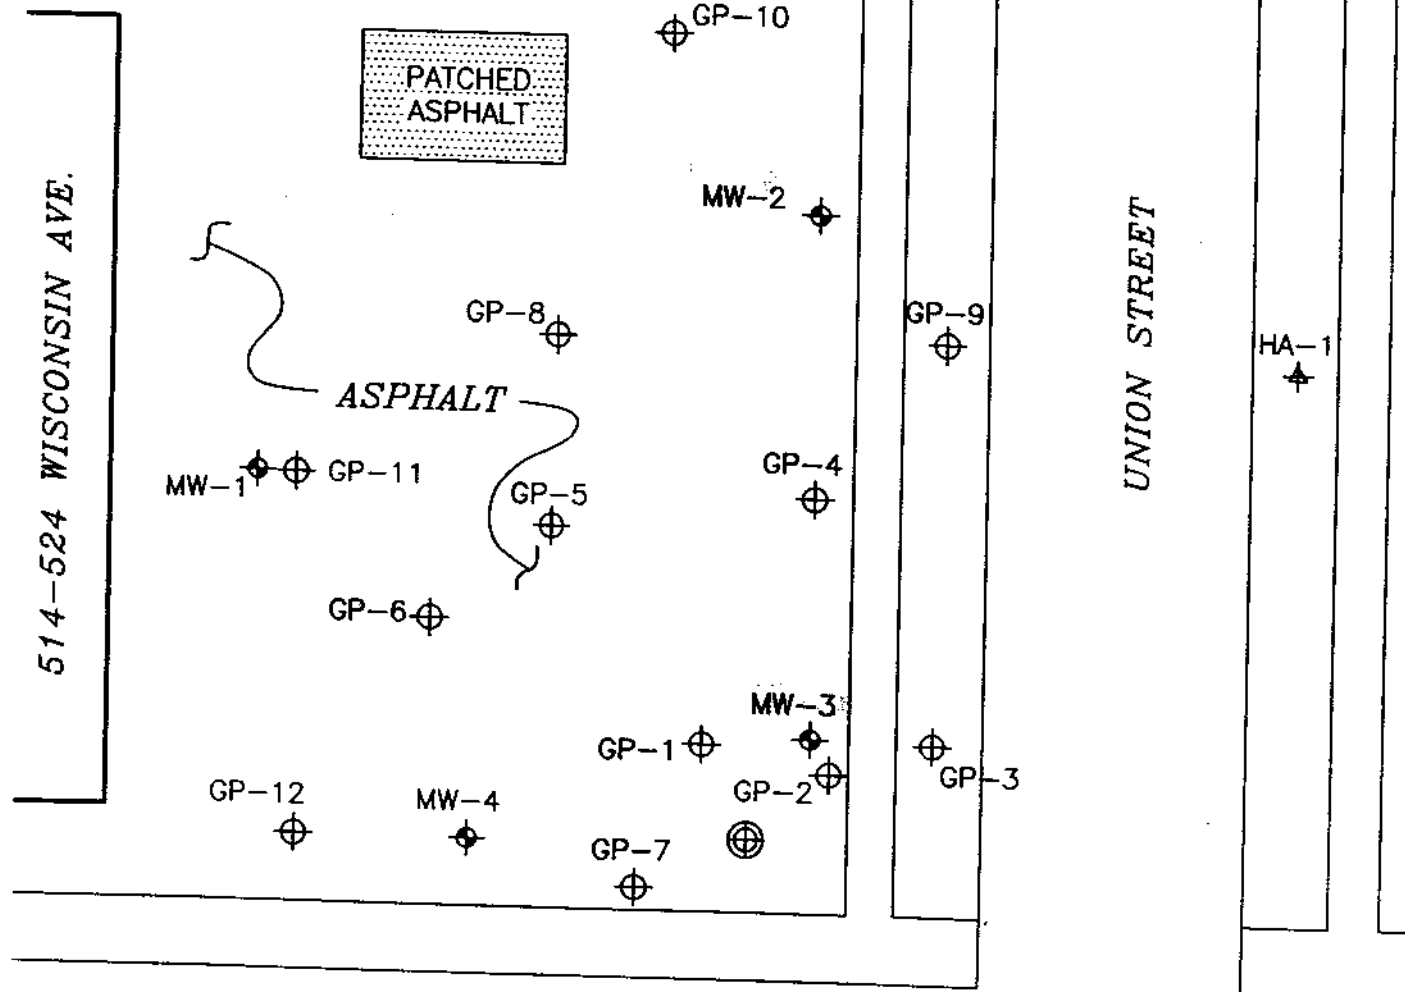 GP-10
PATCHED
ASPHALT
MW-2
514-524 WISCONSIN AVE.
UNION STREET
GP-8
GP-9
HA-1
ASPHALT
MW-1
GP-11
GP-4
GP-5
GP-6
MW-3
GP-1
GP-2
GP-3
GP-12
MW-4
GP-7